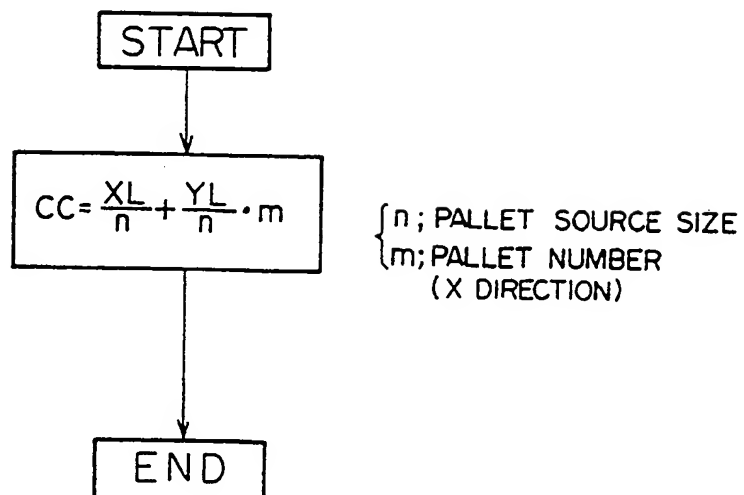 START
CC= XL/n + YL/n · m
{ n; PALLET SOURCE SIZE
m; PALLET NUMBER
(X DIRECTION)
END